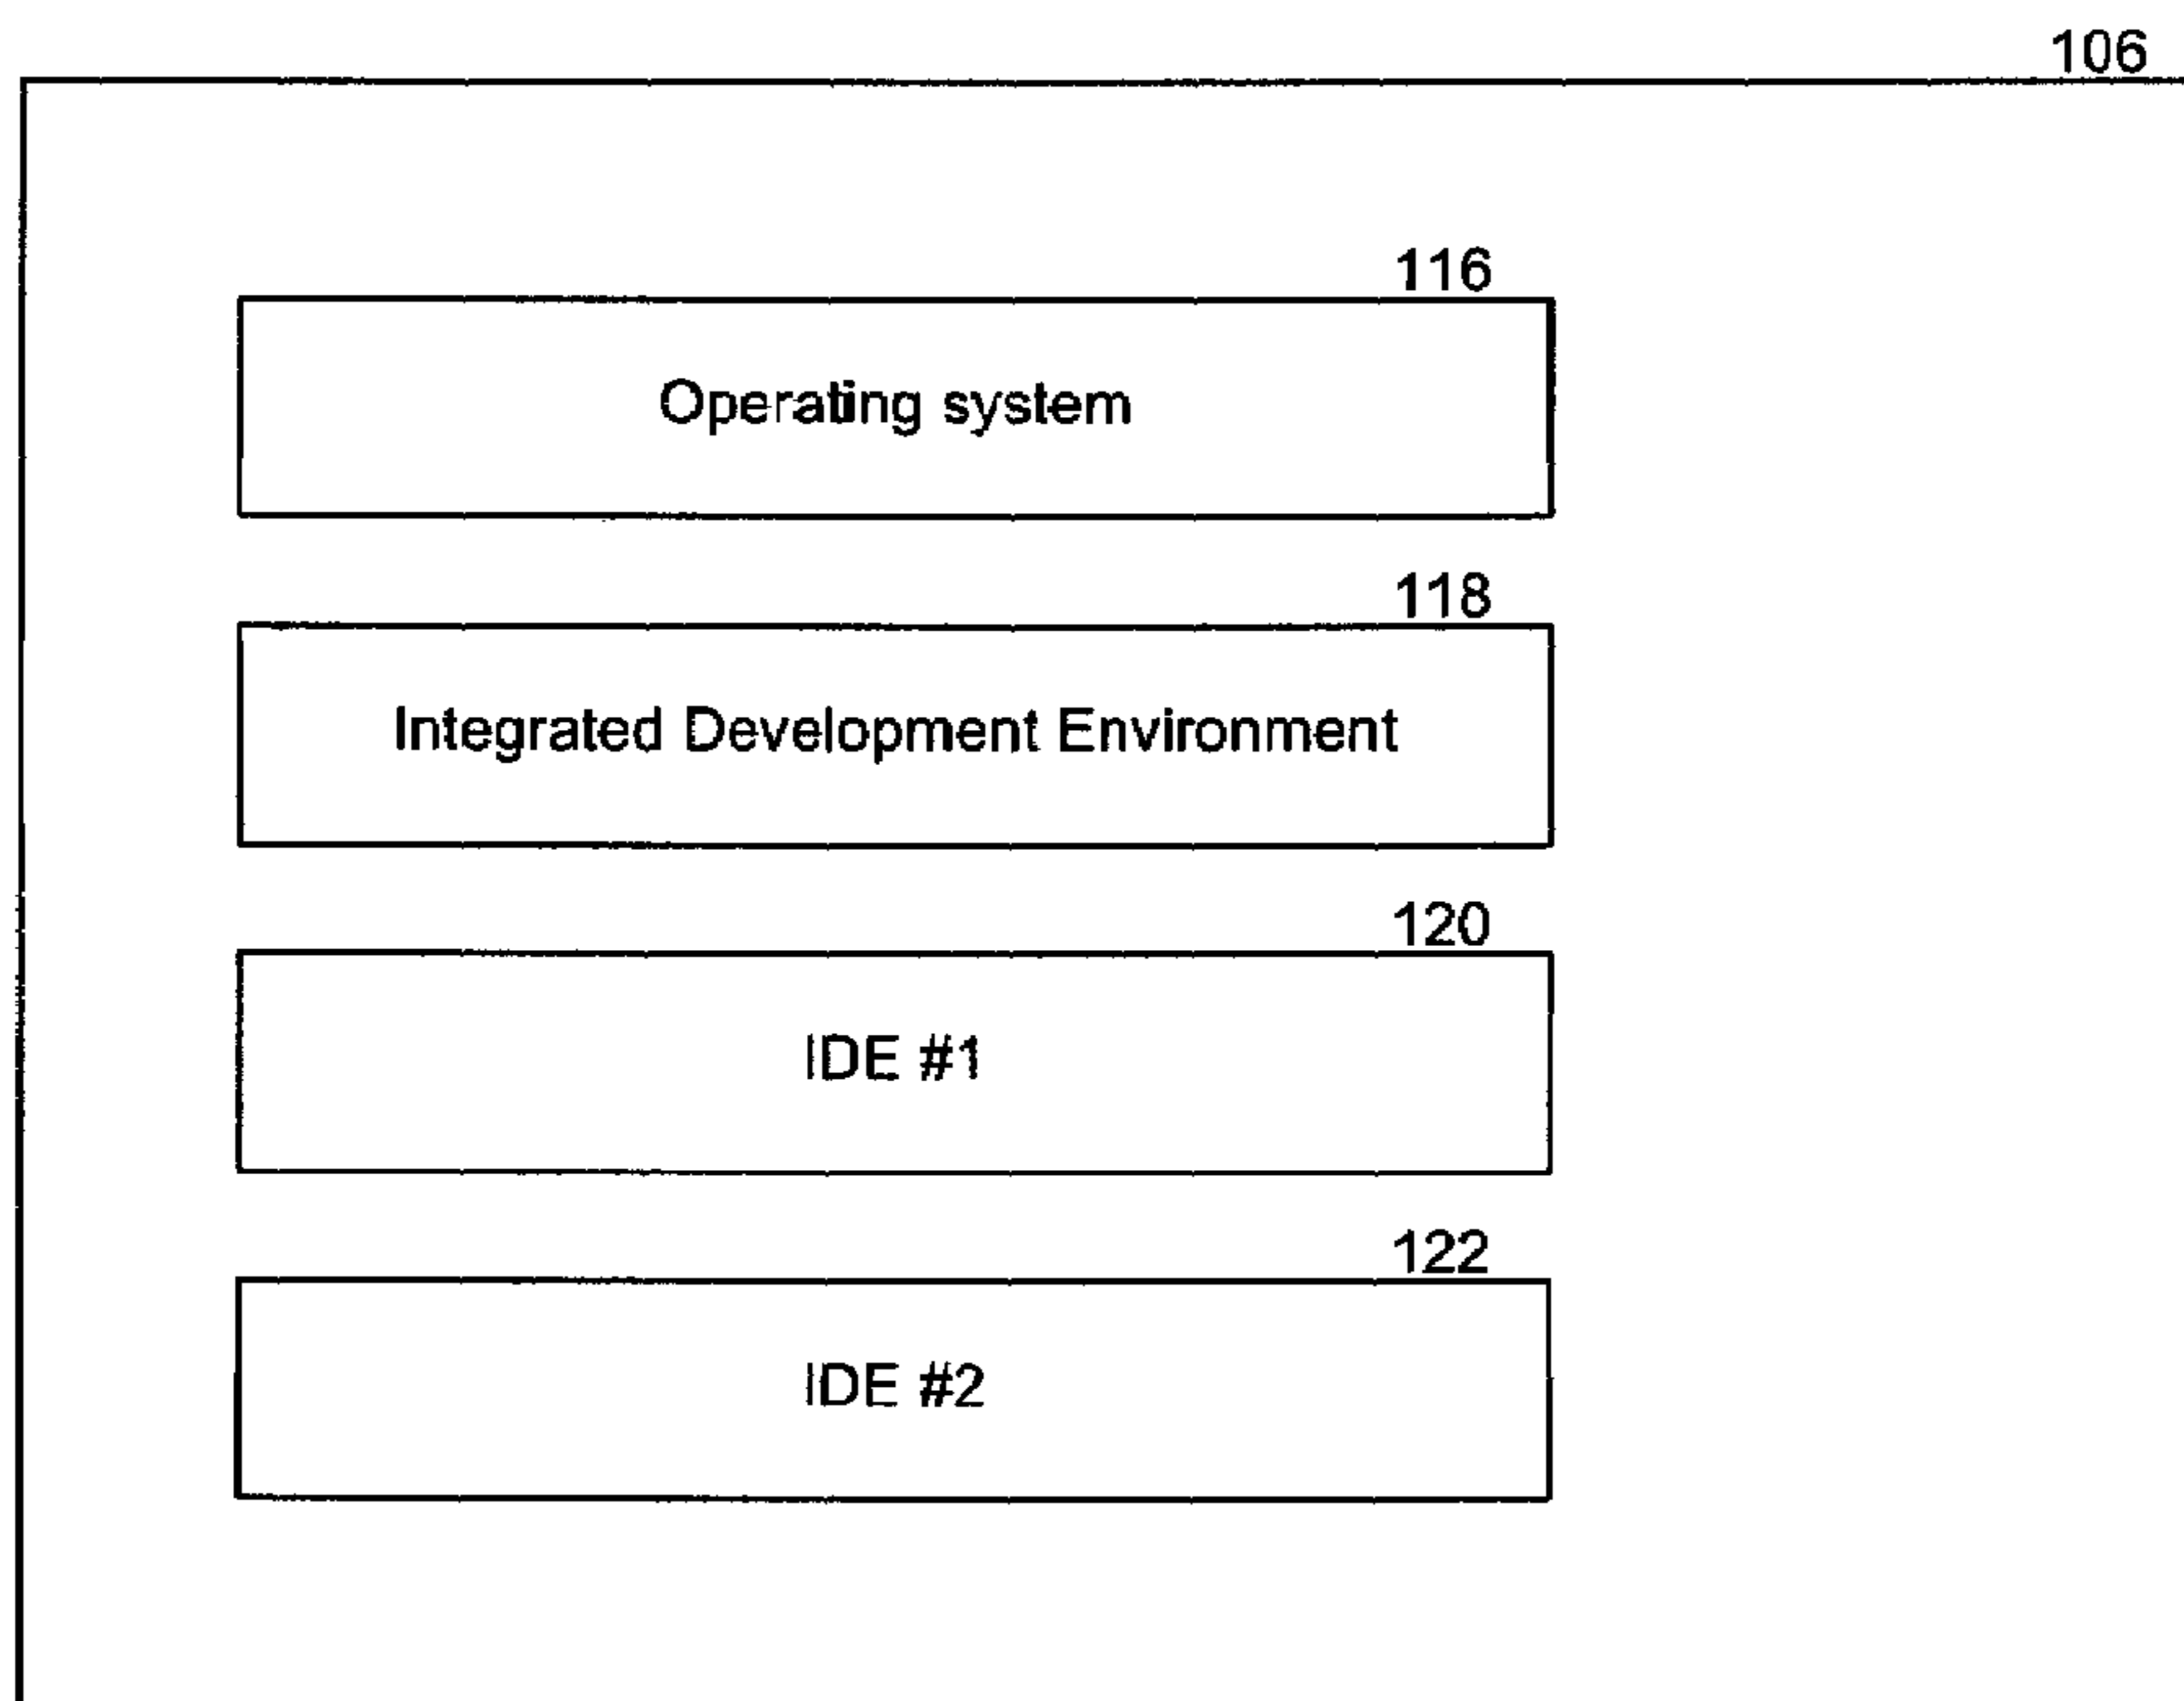 106
116
Operating system
118
Integrated Development Environment
120
IDE #1
122
IDE #2